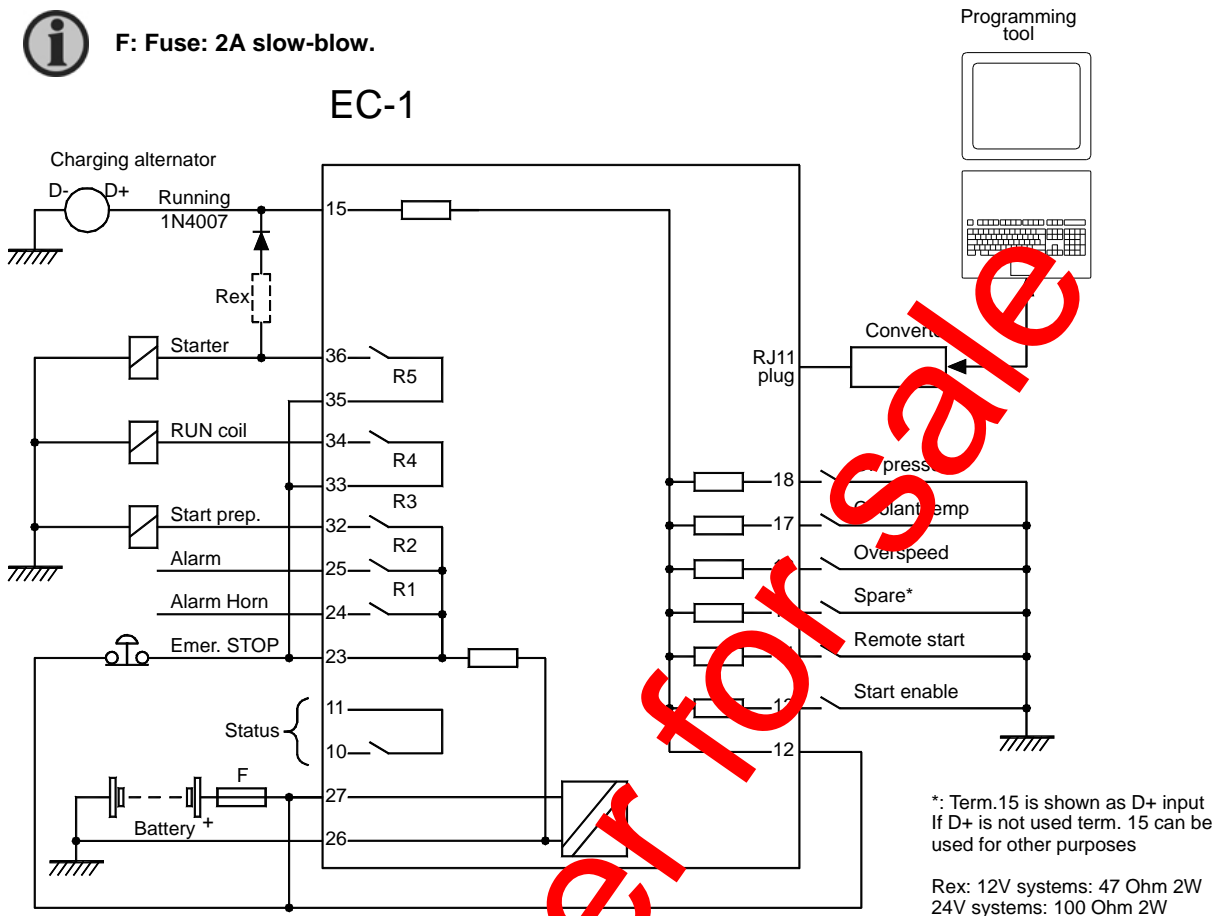 F: Fuse: 2A slow-blow.
Programming
tool
EC-1
Charging alternator
D-
D+
Running
1N4007
15
Rex
Starter
36
R5
35
RUN coil
34
R4
33
R3
Start prep.
32
R2
Alarm
25
R1
Alarm Horn
24
Emer. STOP
23
11
Status
10
F
27
Battery +
26
RJ11
plug
18
17
Overspeed
Spare*
Remote start
Start enable
12
*: Term.15 is shown as D+ input
If D+ is not used term. 15 can be
used for other purposes
Rex: 12V systems: 47 Ohm 2W
24V systems: 100 Ohm 2W
for sale